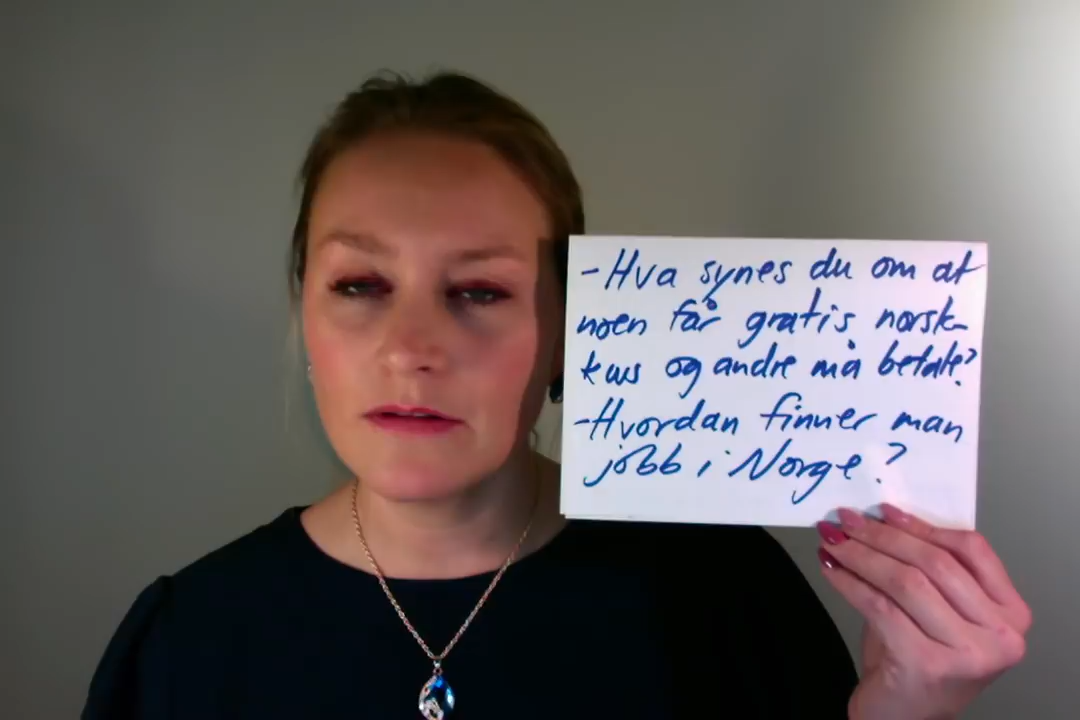 - Hva synes du om at
noen får gratis norsk-
kurs og andre må betale?
- Hvordan finner man
jobb i Norge?